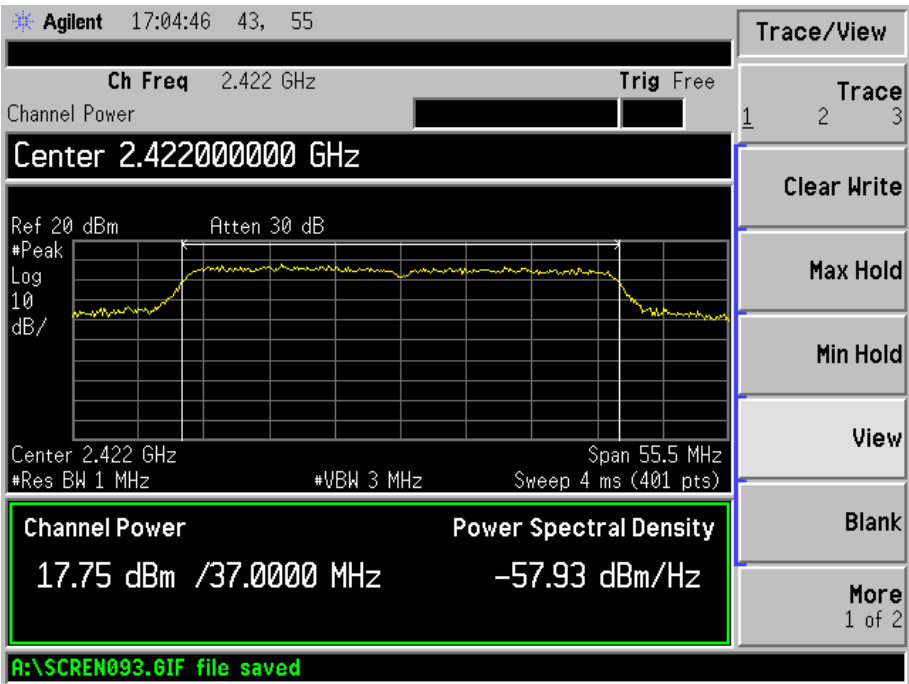 Agilent 17:04:46 43, 55
Trace/View
Ch Freq 2.422 GHz Trig Free
Channel Power
Trace
1 2 3
Center 2.422000000 GHz
Clear Write
Ref 20 dBm Atten 30 dB
#Peak
Log
10
dB/
Max Hold
Min Hold
View
Center 2.422 GHz Span 55.5 MHz
#Res BW 1 MHz #VBW 3 MHz Sweep 4 ms (401 pts)
Channel Power Power Spectral Density
17.75 dBm /37.0000 MHz -57.93 dBm/Hz
Blank
More
1 of 2
A:\SCREN093.GIF file saved